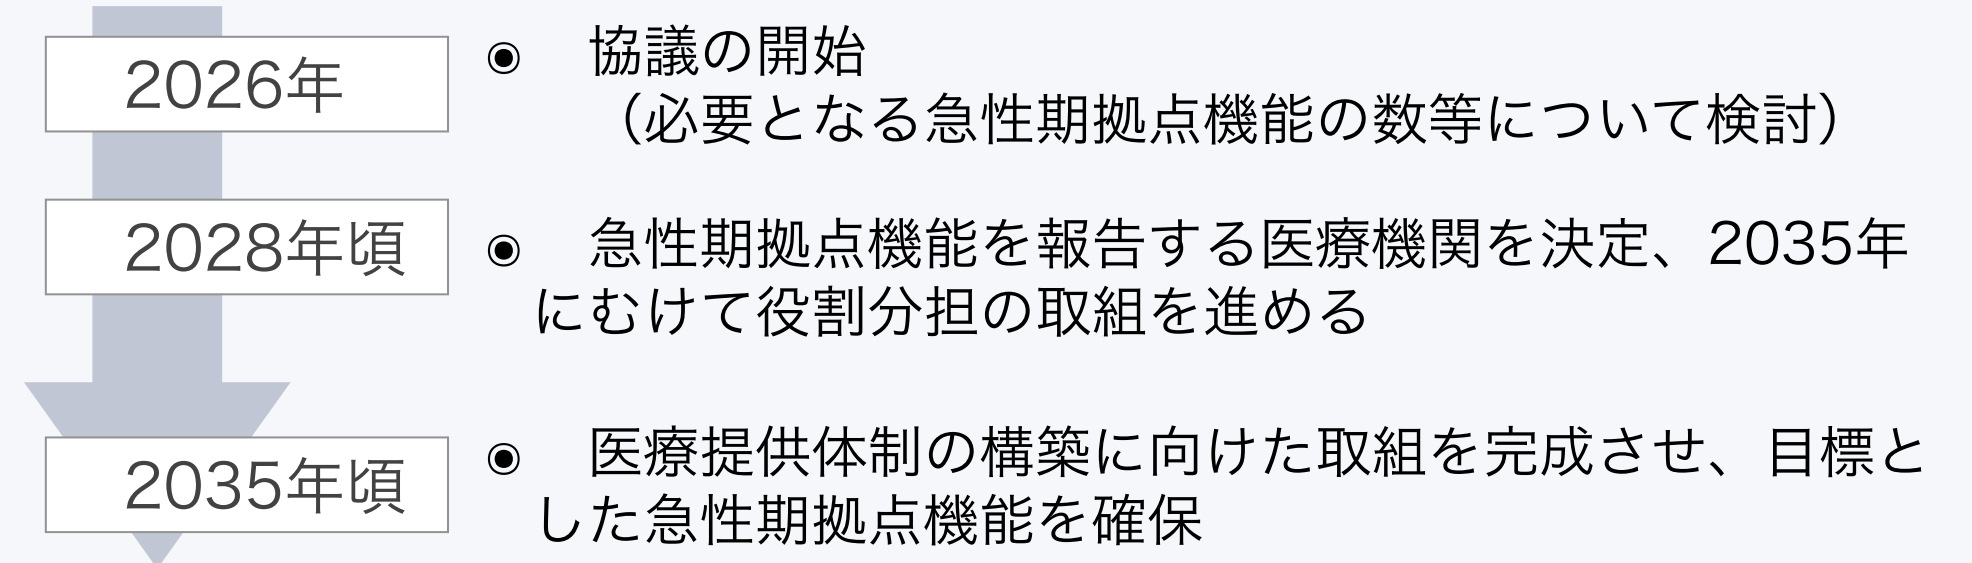 2026年
◉　協議の開始
（必要となる急性期拠点機能の数等について検討）
2028年頃
◉　急性期拠点機能を報告する医療機関を決定、2035年
にむけて役割分担の取組を進める
2035年頃
◉　医療提供体制の構築に向けた取組を完成させ、目標と
した急性期拠点機能を確保